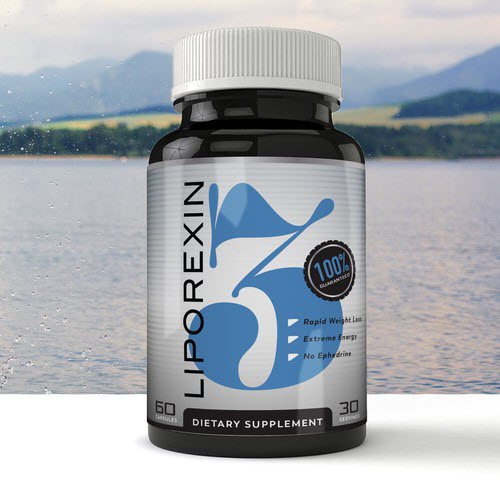 LIPOREXIN
3
100%
GUARANTEED
Rapid Weight Loss
Extreme Energy
No Ephedrine
60
CAPSULES
DIETARY SUPPLEMENT
30
SERVINGS